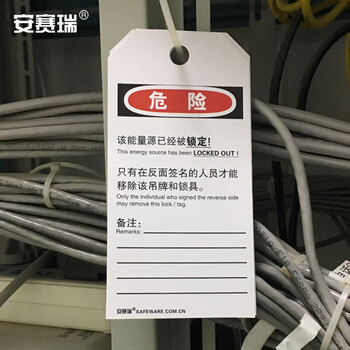 安赛瑞®
危险
该能量源已经被锁定!
This energy source has been LOCKED OUT !
只有在反面签名的人员才能
移除该吊牌和锁具。
Only the individual who signed the reverse side
may remove this lock / tag.
备注:
Remarks:
安赛瑞® SAFEWARE.COM.CN